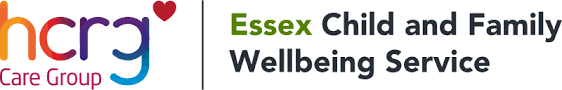 hcrg
Care Group
Essex Child and Family
Wellbeing Service